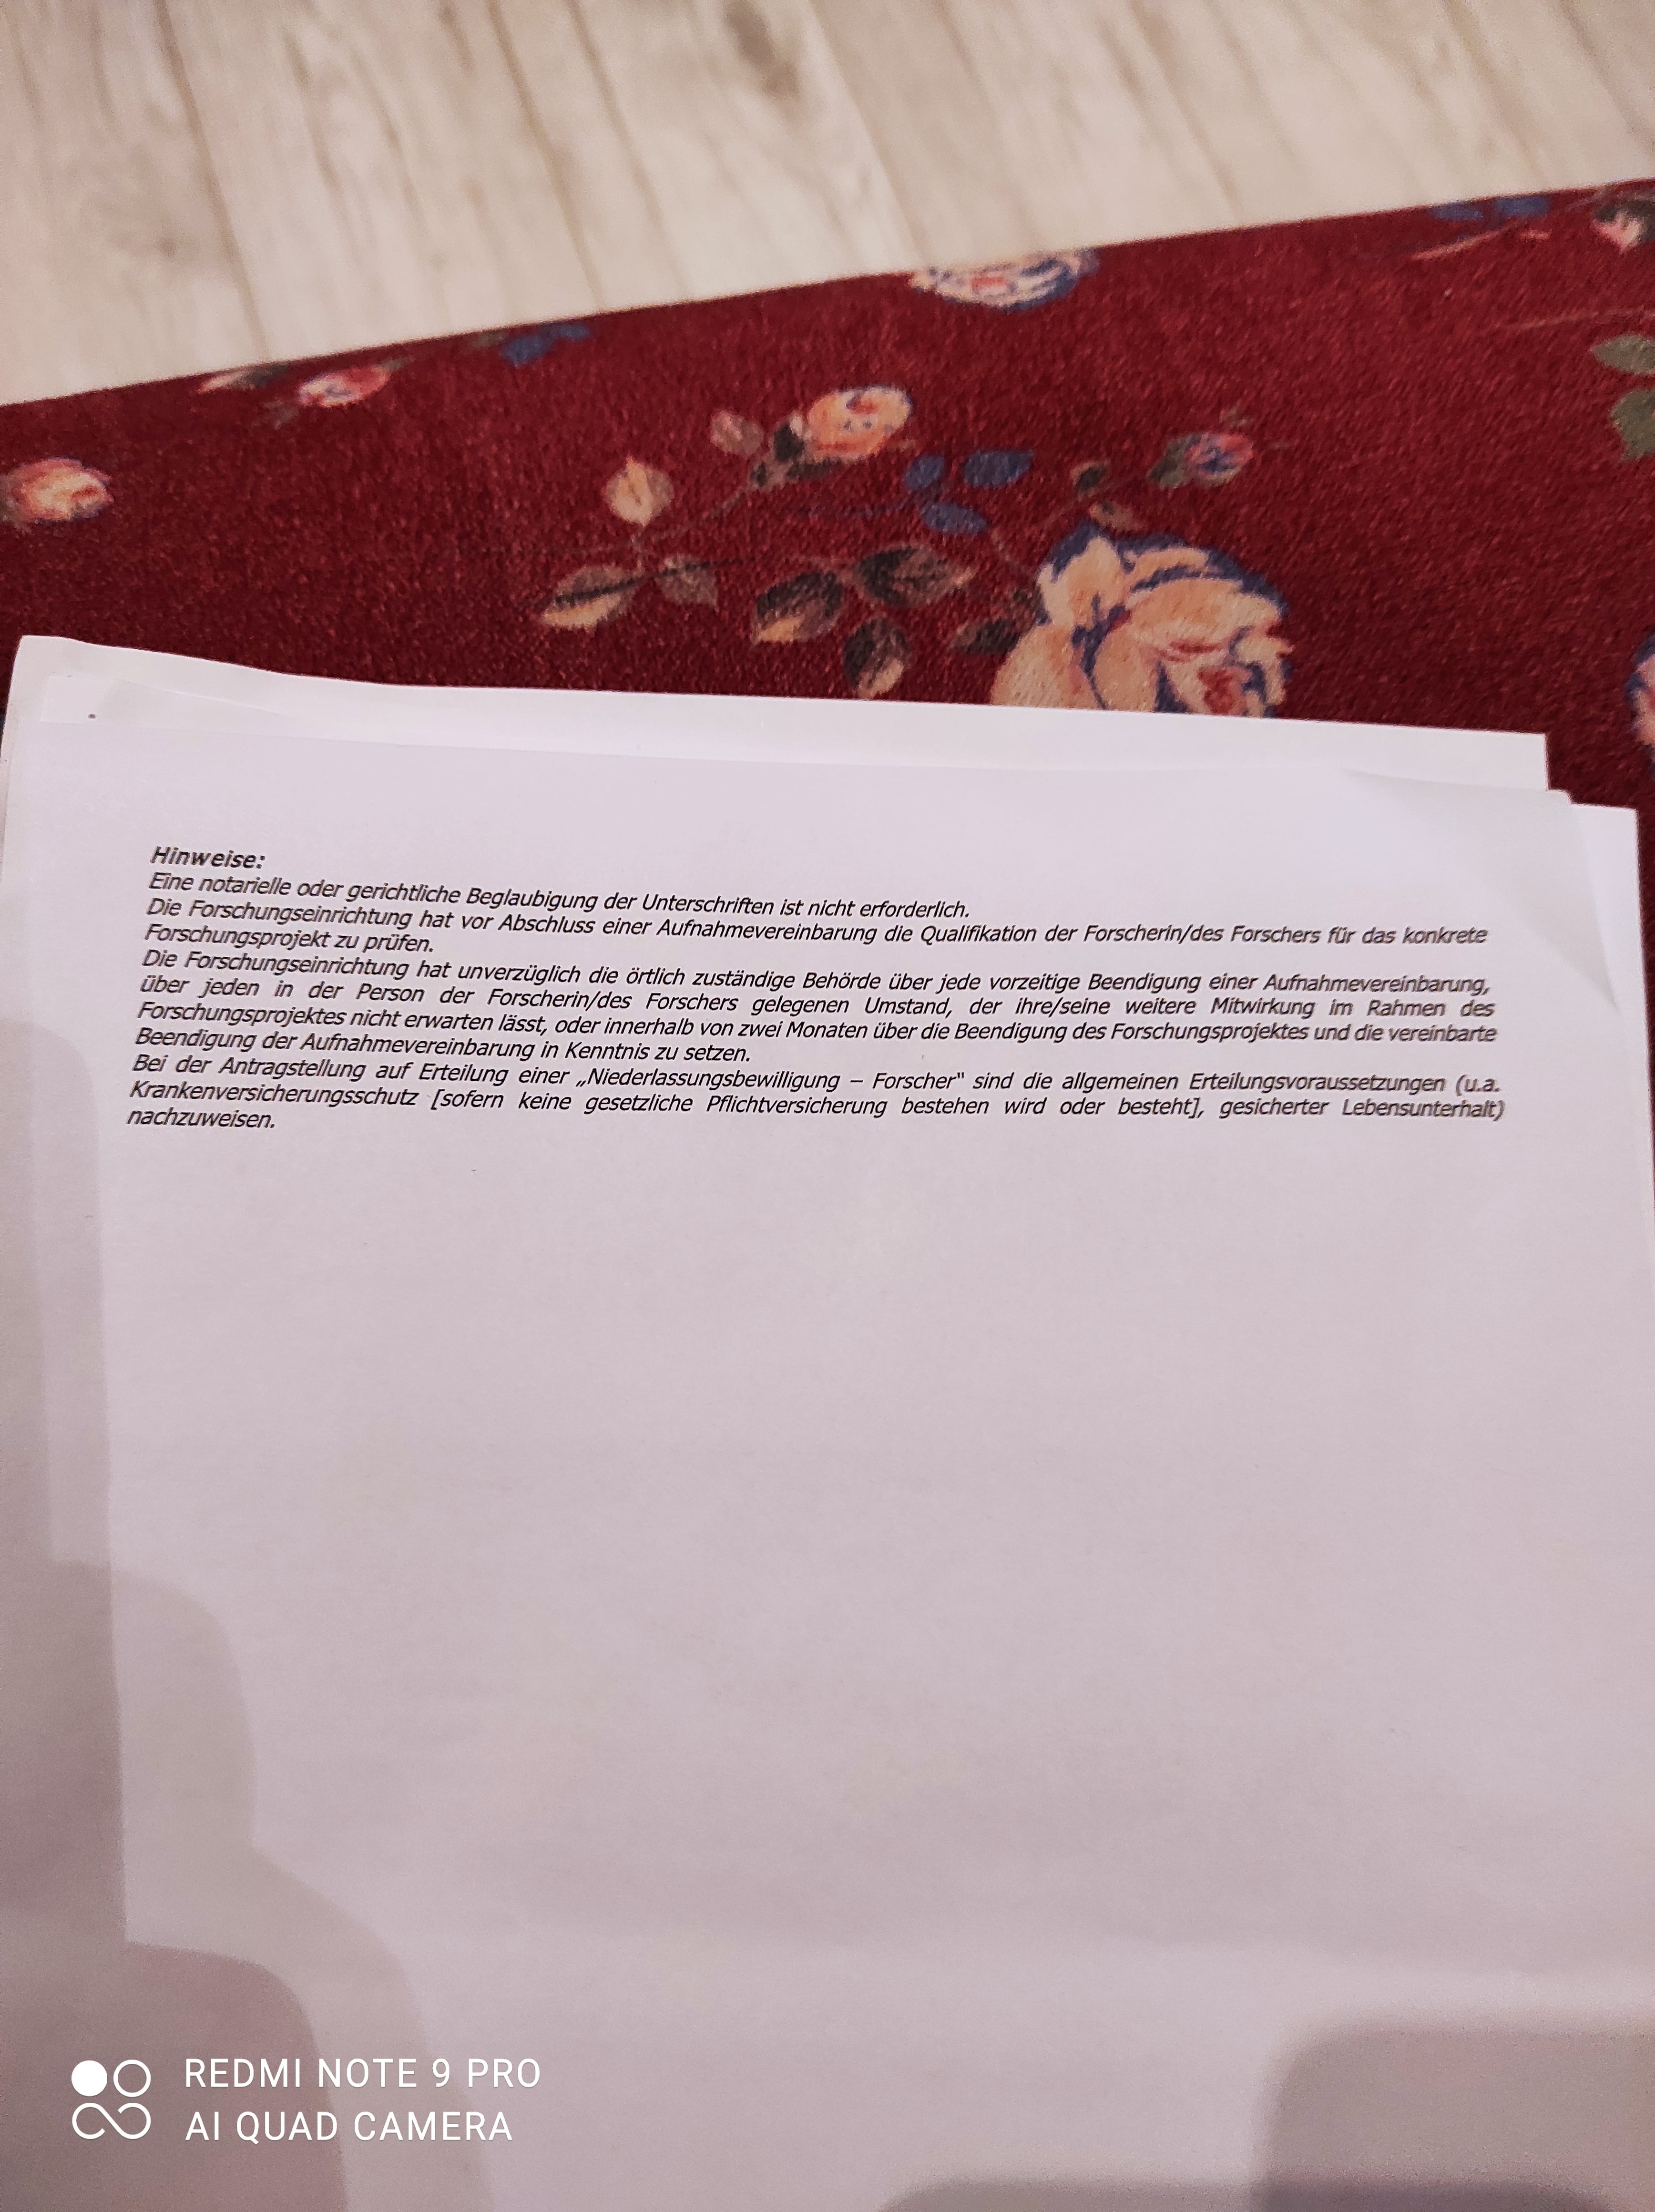 Hinweise:
Eine notarielle oder gerichtliche Beglaubigung der Unterschriften ist nicht erforderlich.
Die Forschungseinrichtung hat vor Abschluss einer Aufnahmevereinbarung die Qualifikation der Forscherin/des Forschers für das konkrete
Forschungsprojekt zu prüfen.
Die Forschungseinrichtung hat unverzüglich die örtlich zuständige Behörde über jede vorzeitige Beendigung einer Aufnahmevereinbarung,
über jeden in der Person der Forscherin/des Forschers gelegenen Umstand, der ihre/seine weitere Mitwirkung im Rahmen des
Forschungsprojektes nicht erwarten lässt, oder innerhalb von zwei Monaten über die Beendigung des Forschungsprojektes und die vereinbarte
Beendigung der Aufnahmevereinbarung in Kenntnis zu setzen.
Bei der Antragstellung auf Erteilung einer „Niederlassungsbewilligung – Forscher" sind die allgemeinen Erteilungsvoraussetzungen (u.a.
Krankenversicherungsschutz [sofern keine gesetzliche Pflichtversicherung bestehen wird oder besteht], gesicherter Lebensunterhalt)
nachzuweisen.
REDMI NOTE 9 PRO
AI QUAD CAMERA